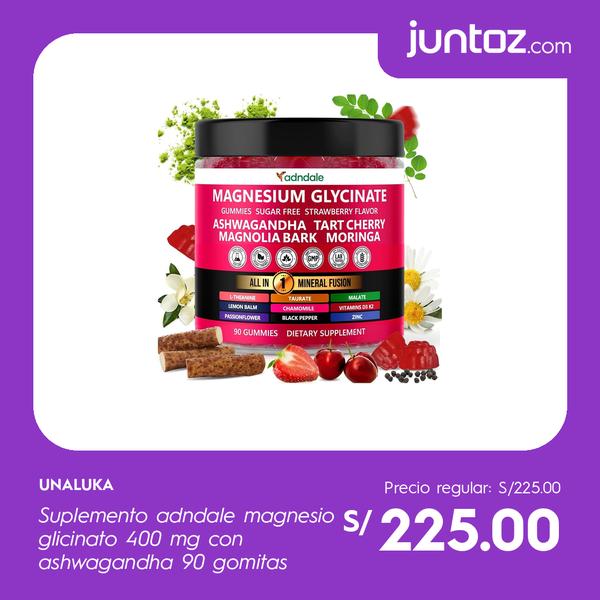 juntoz.com
adndale
MAGNESIUM GLYCINATE
GUMMIES SUGAR FREE STRAWBERRY FLAVOR
ASHWAGANDHA TART CHERRY
MAGNOLIA BARK MORINGA
GMP
LAB
ALL IN 1 MINERAL FUSION
L-THEANINE TAURATE MALATE
LEMON BALM CHAMOMILE VITAMINS D3 K2
PASSIONFLOWER BLACK PEPPER ZINC
90 GUMMIES DIETARY SUPPLEMENT
UNALUKA
Precio regular: S/225.00
Suplemento adndale magnesio
glicinato 400 mg con
ashwagandha 90 gomitas
S/ 225.00